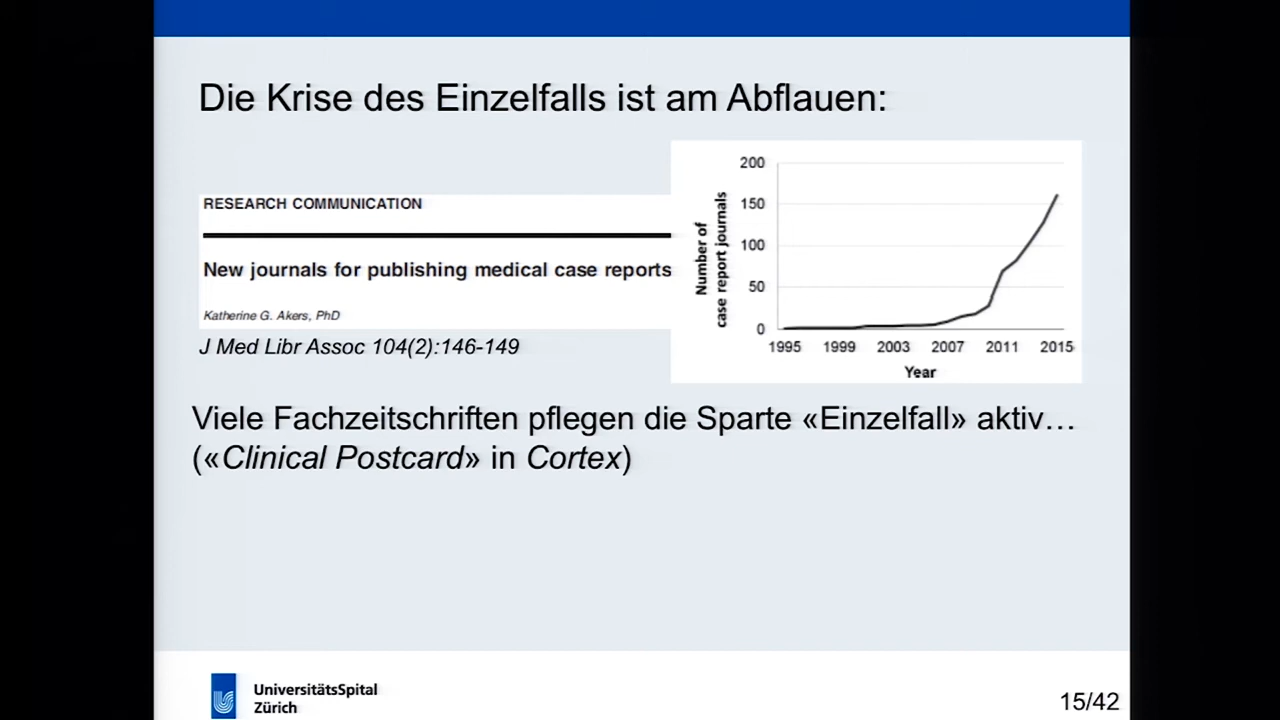 Die Krise des Einzelfalls ist am Abflauen:
RESEARCH COMMUNICATION
New journals for publishing medical case reports
Katherine G. Akers, PhD
J Med Libr Assoc 104(2):146-149
Number of
case report journals
200
150
100
50
0
1995 1999 2003 2007 2011 2015
Year
Viele Fachzeitschriften pflegen die Sparte «Einzelfall» aktiv…
(«Clinical Postcard» in Cortex)
UniversitätsSpital
Zürich
15/42